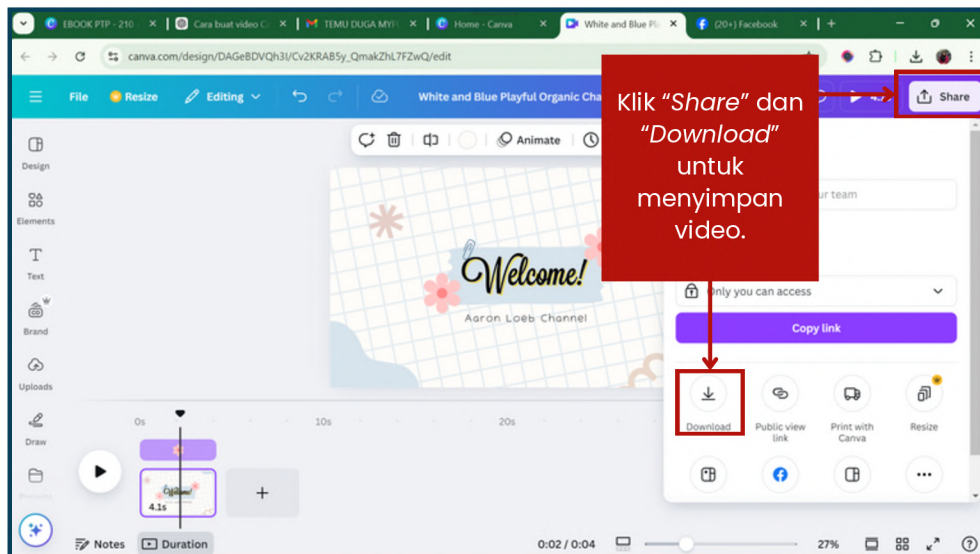 EBOOK PTP - 210
Cara buat video C
TEMU DUGA MYF
Home - Canva
White and Blue Pl
(20+) Facebook
canva.com/design/DAGeBDVQh3I/Cv2KRAB5y_QmakZhL7FZwQ/edit
File
Resize
Editing
White and Blue Playful Organic Cha
Share
Klik “Share” dan
“Download”
untuk
menyimpan
video.
Design
Elements
Text
Brand
Uploads
Draw
Animate
Welcome!
Aaron Loeb Channel
ur team
Only you can access
Copy link
Download
Public view
link
Print with
Canva
Resize
0s
10s
20s
Welcome!
4.1s
Notes
Duration
0:02 / 0:04
27%